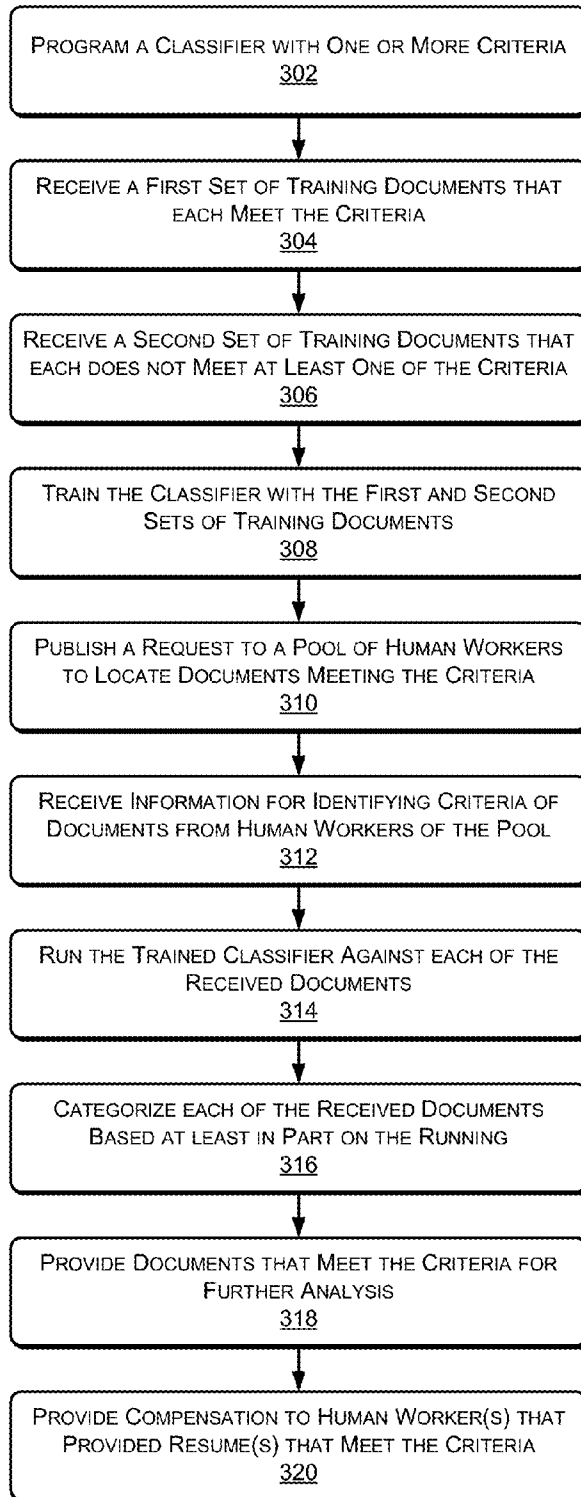 PROGRAM A CLASSIFIER WITH ONE OR MORE CRITERIA
302
RECEIVE A FIRST SET OF TRAINING DOCUMENTS THAT
EACH MEET THE CRITERIA
304
RECEIVE A SECOND SET OF TRAINING DOCUMENTS THAT
EACH DOES NOT MEET AT LEAST ONE OF THE CRITERIA
306
TRAIN THE CLASSIFIER WITH THE FIRST AND SECOND
SETS OF TRAINING DOCUMENTS
308
PUBLISH A REQUEST TO A POOL OF HUMAN WORKERS
TO LOCATE DOCUMENTS MEETING THE CRITERIA
310
RECEIVE INFORMATION FOR IDENTIFYING CRITERIA OF
DOCUMENTS FROM HUMAN WORKERS OF THE POOL
312
RUN THE TRAINED CLASSIFIER AGAINST EACH OF THE
RECEIVED DOCUMENTS
314
CATEGORIZE EACH OF THE RECEIVED DOCUMENTS
BASED AT LEAST IN PART ON THE RUNNING
316
PROVIDE DOCUMENTS THAT MEET THE CRITERIA FOR
FURTHER ANALYSIS
318
PROVIDE COMPENSATION TO HUMAN WORKER(S) THAT
PROVIDED RESUME(S) THAT MEET THE CRITERIA
320